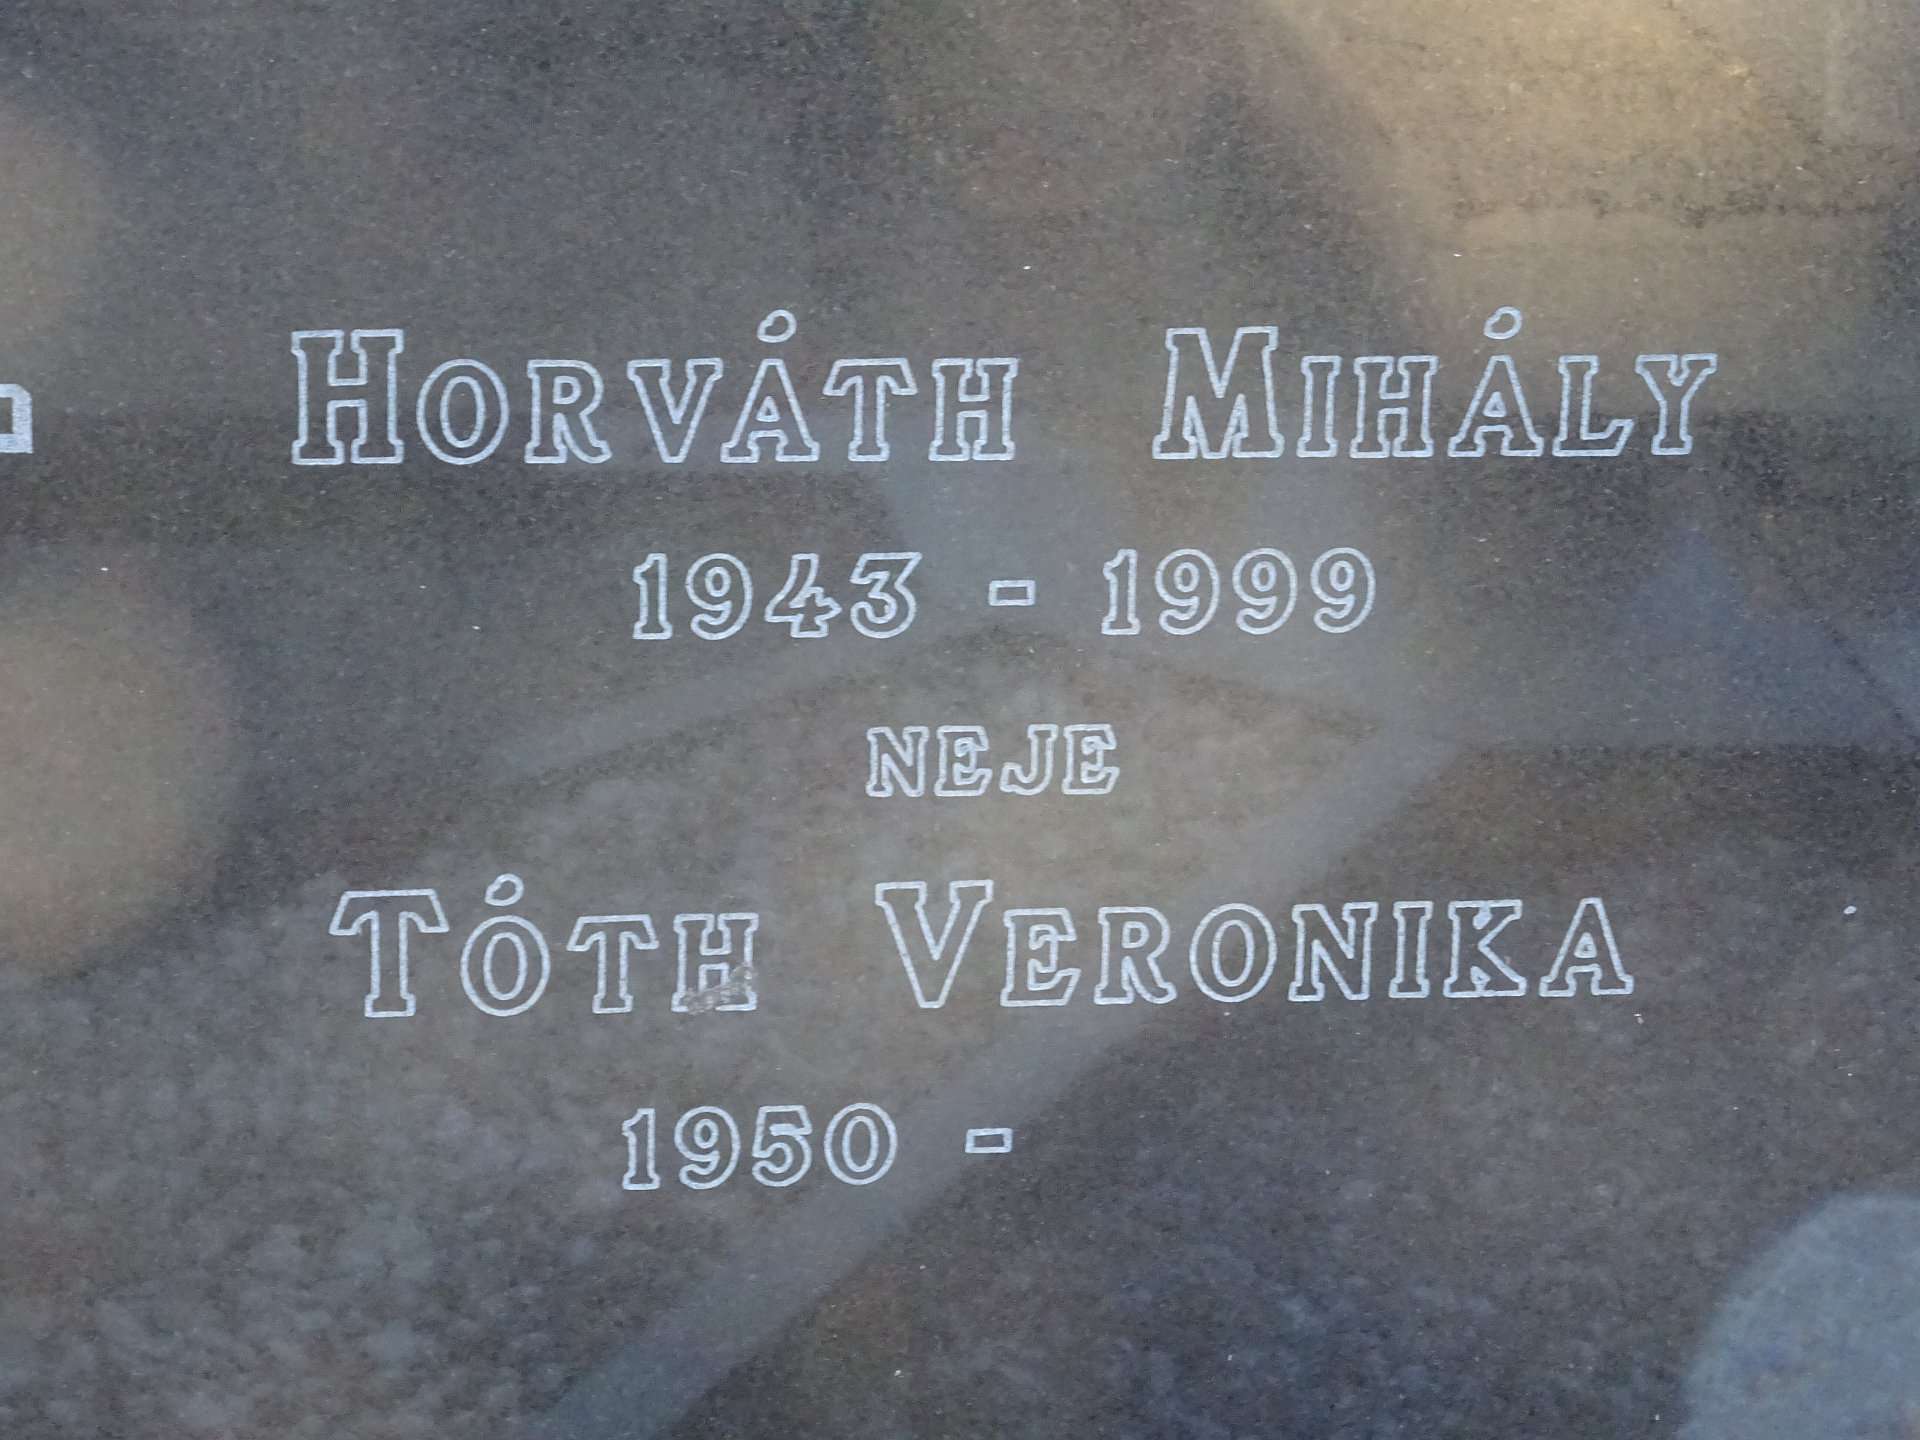 HORVÁTH MIHÁLY
1943 - 1999
NEJE
TÓTH VERONIKA
1950 -